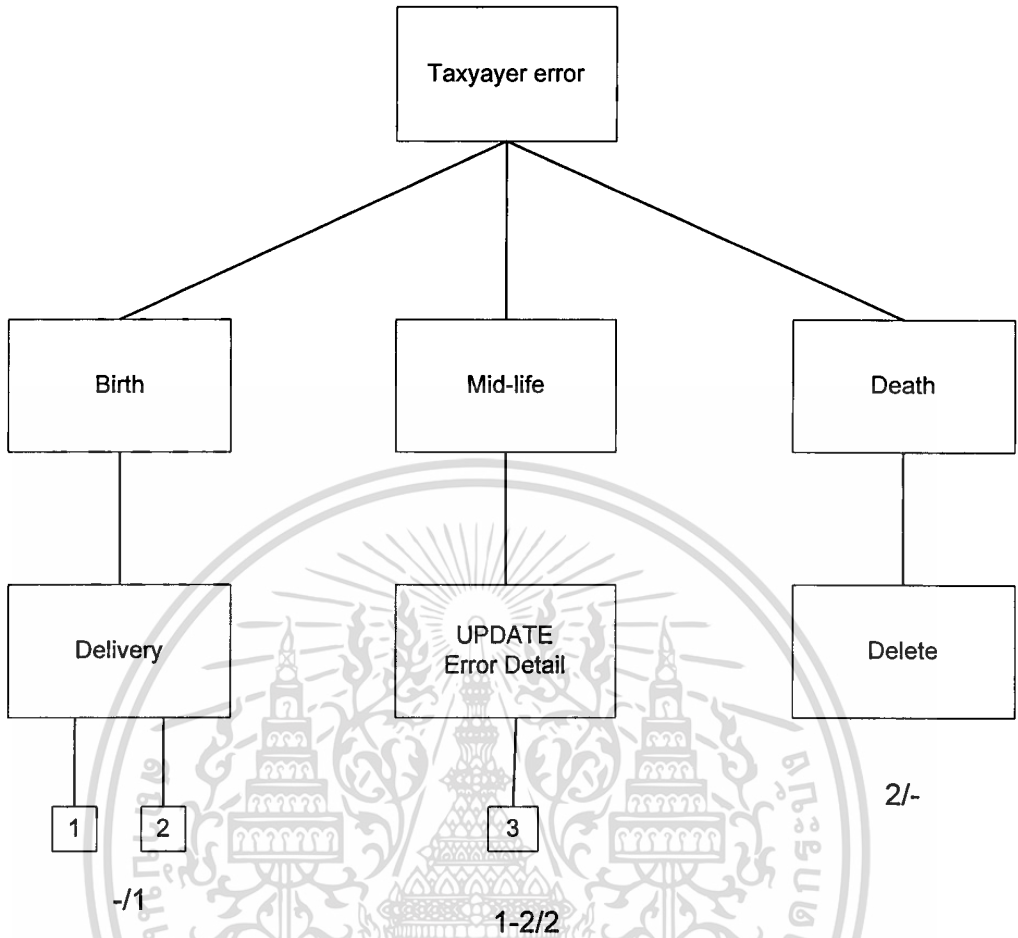 Taxyayer error
Birth
Mid-life
Death
Delivery
UPDATE
Error Detail
Delete
1
2
3
2/-
-/1
1-2/2